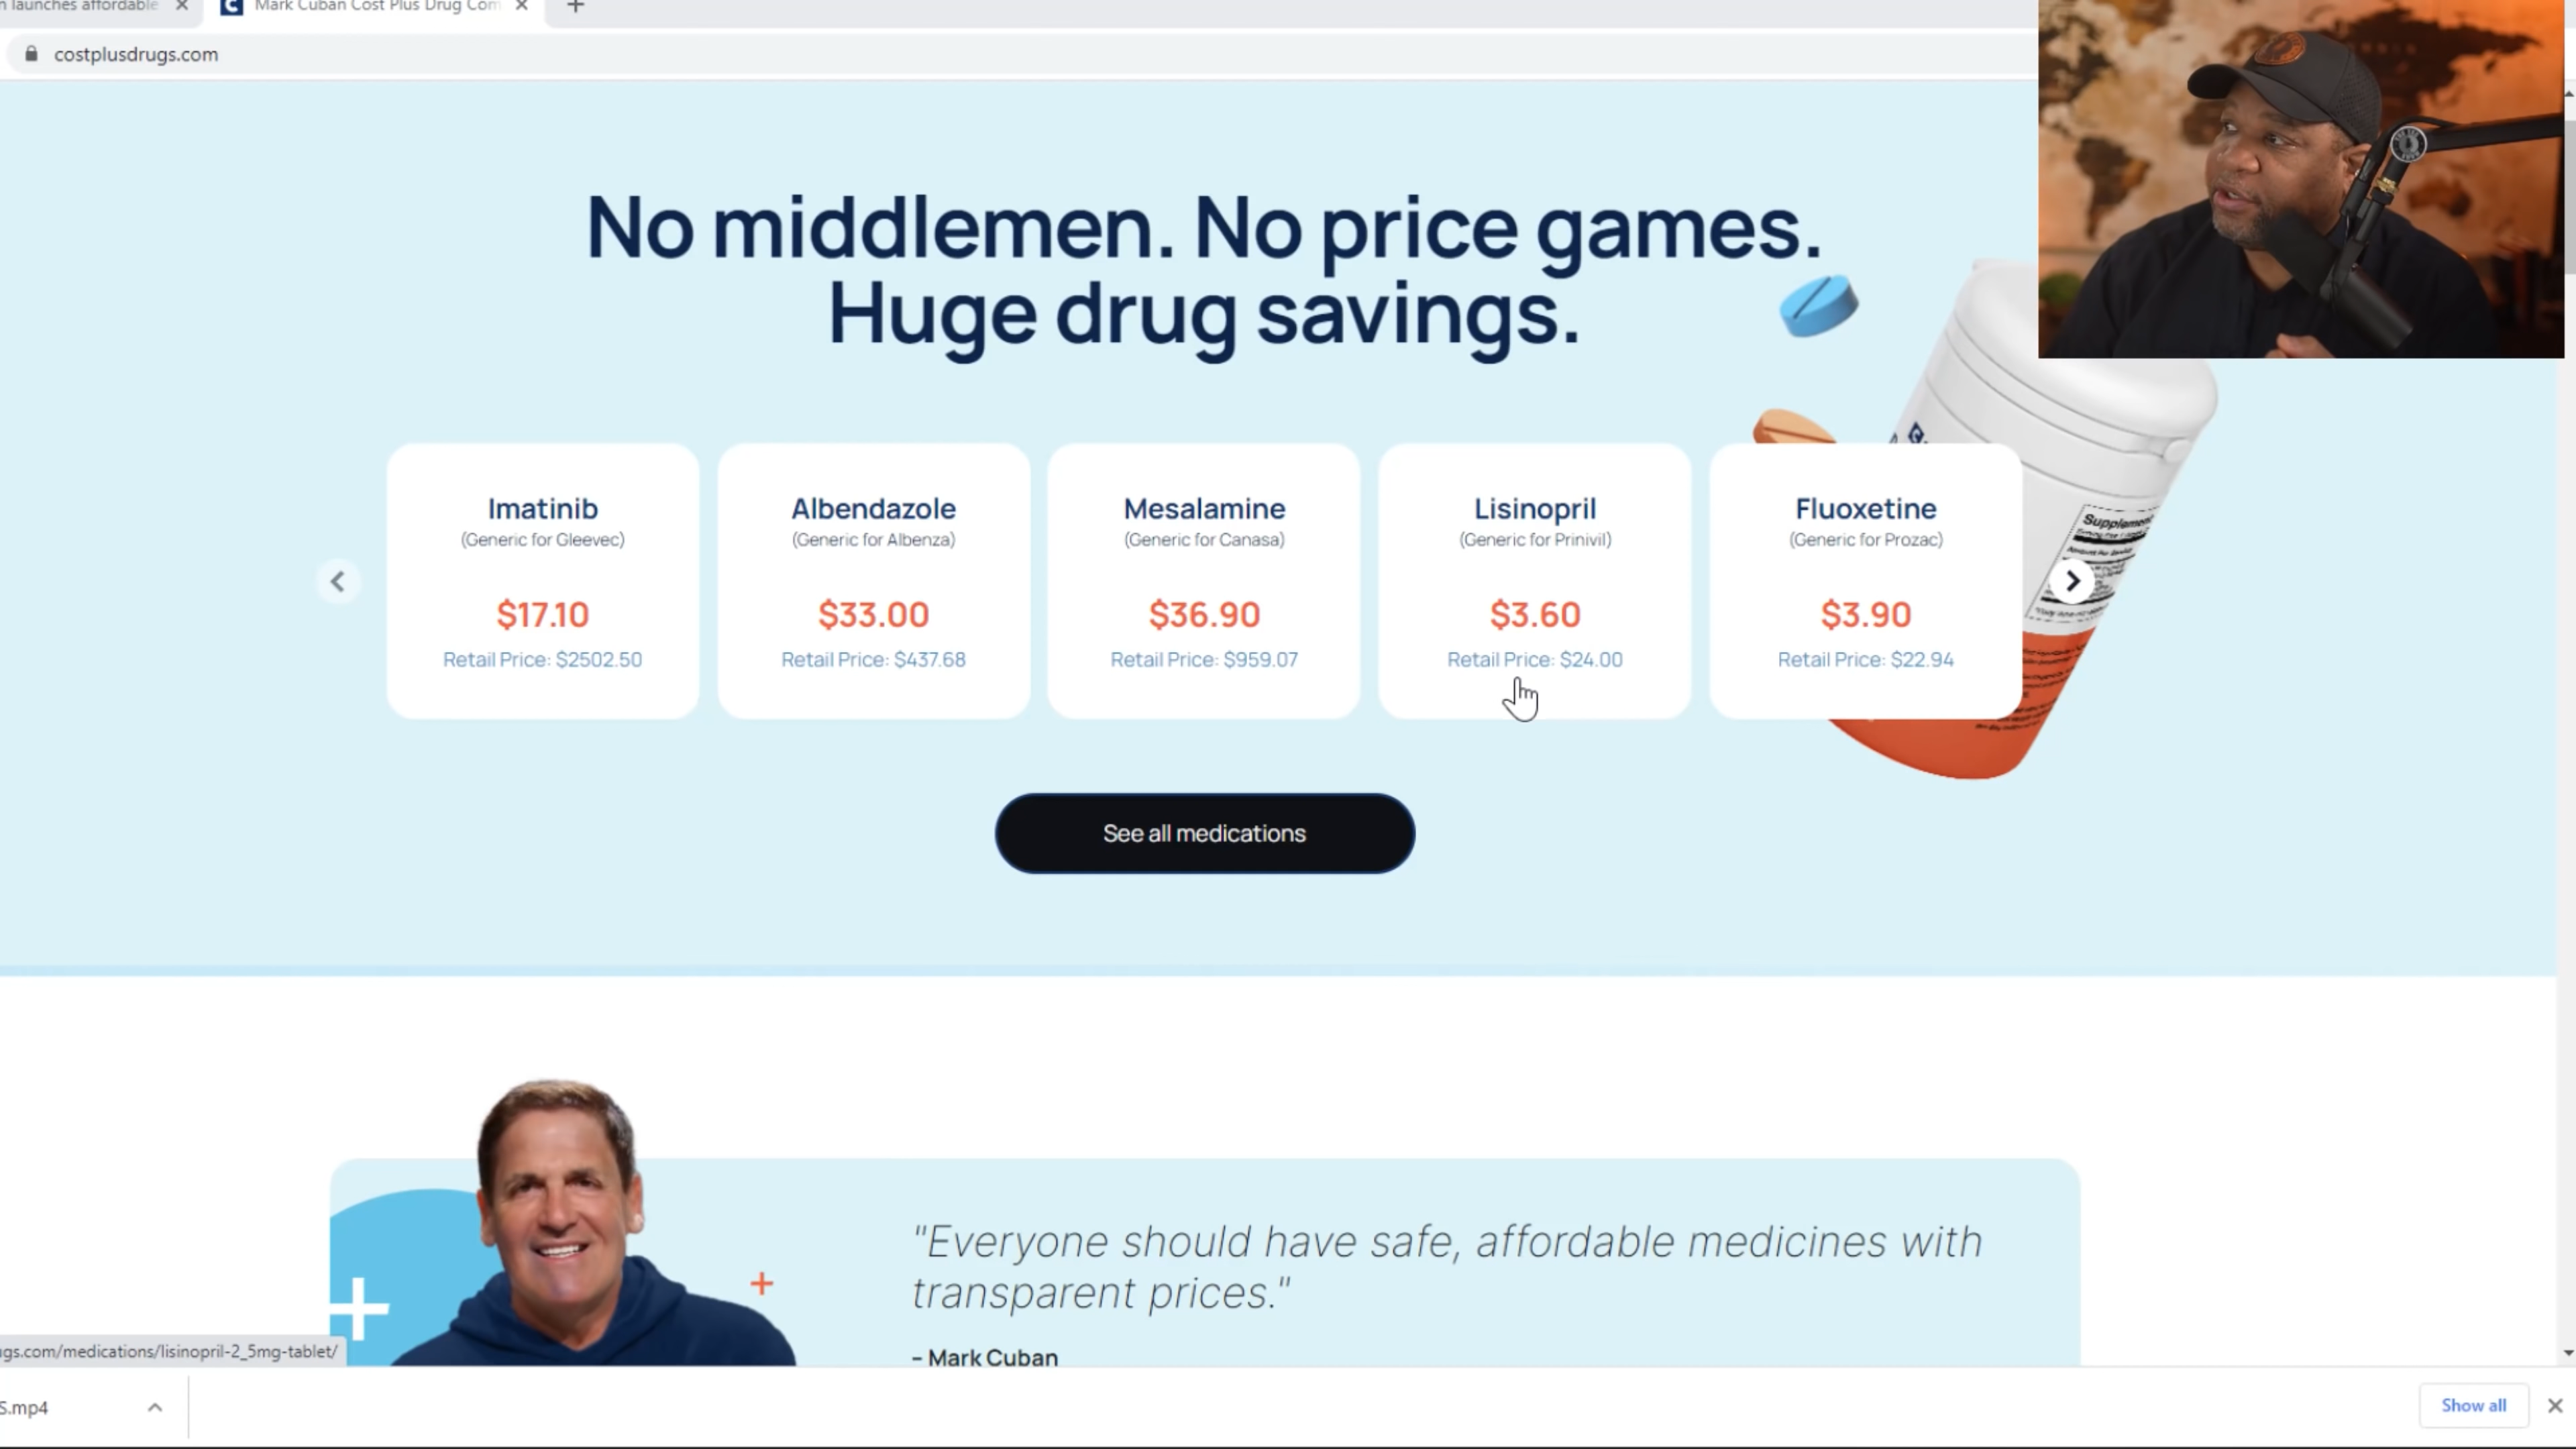 n launches affordable
Mark Cuban Cost Plus Drug Com
costplusdrugs.com
No middlemen. No price games.
Huge drug savings.
Imatinib
(Generic for Gleevec)
$17.10
Retail Price: $2502.50
Albendazole
(Generic for Albenza)
$33.00
Retail Price: $437.68
Mesalamine
(Generic for Canasa)
$36.90
Retail Price: $959.07
Lisinopril
(Generic for Prinivil)
$3.60
Retail Price: $24.00
Fluoxetine
(Generic for Prozac)
$3.90
Retail Price: $22.94
Supplement
See all medications
"Everyone should have safe, affordable medicines with
transparent prices."
– Mark Cuban
gs.com/medications/lisinopril-2_5mg-tablet/
S.mp4
Show all